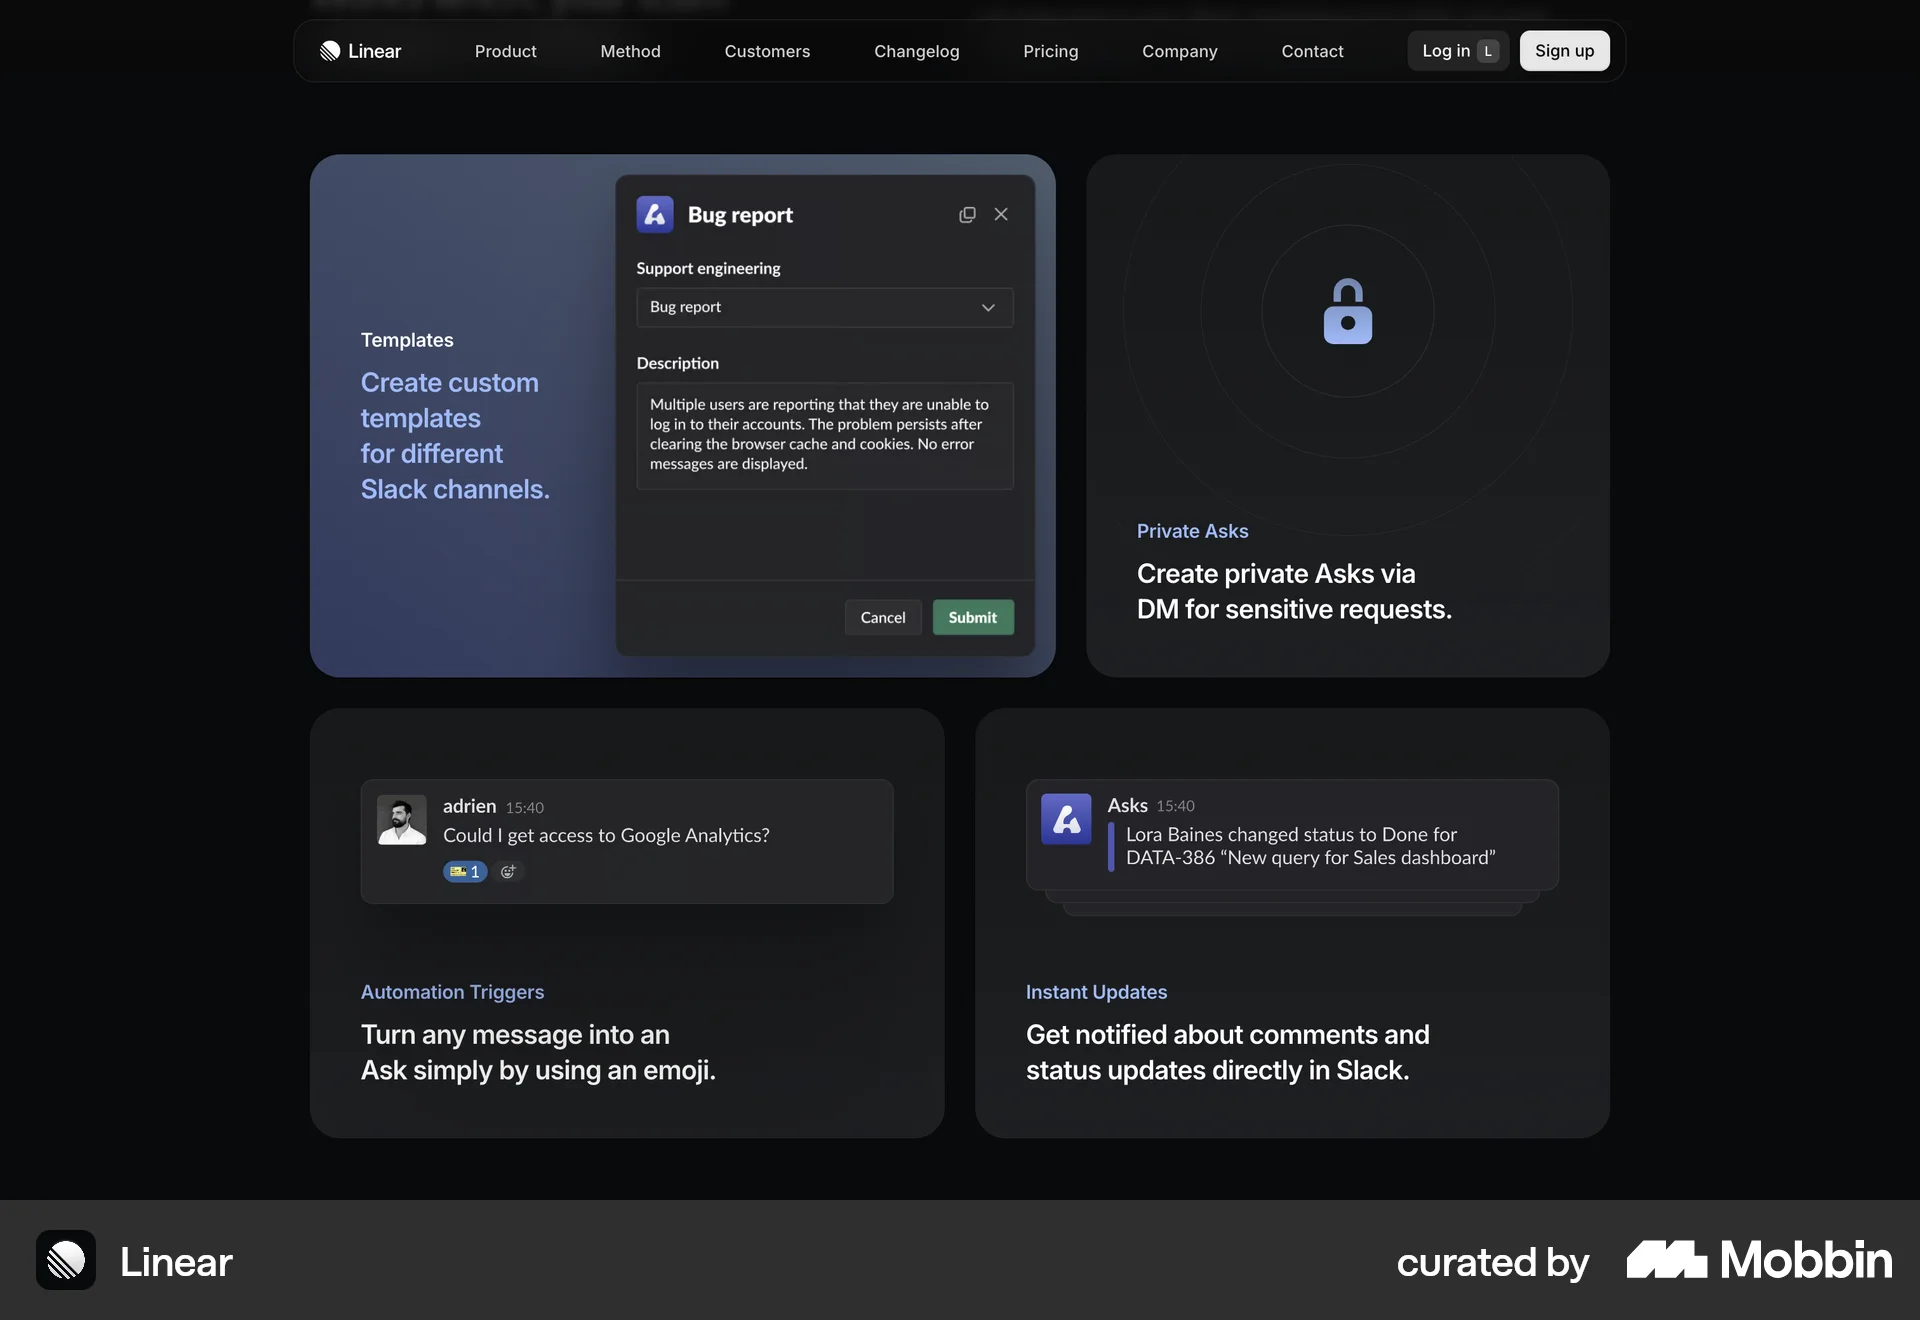 Linear
Product
Method
Customers
Changelog
Pricing
Company
Contact
Log in L
Sign up
Templates
Create custom
templates
for different
Slack channels.
Bug report
Support engineering
Bug report
Description
Multiple users are reporting that they are unable to
log in to their accounts. The problem persists after
clearing the browser cache and cookies. No error
messages are displayed.
Cancel
Submit
Private Asks
Create private Asks via
DM for sensitive requests.
adrien 15:40
Could I get access to Google Analytics?
1
Automation Triggers
Turn any message into an
Ask simply by using an emoji.
Asks 15:40
Lora Baines changed status to Done for
DATA-386 “New query for Sales dashboard”
Instant Updates
Get notified about comments and
status updates directly in Slack.
Linear
curated by
Mobbin